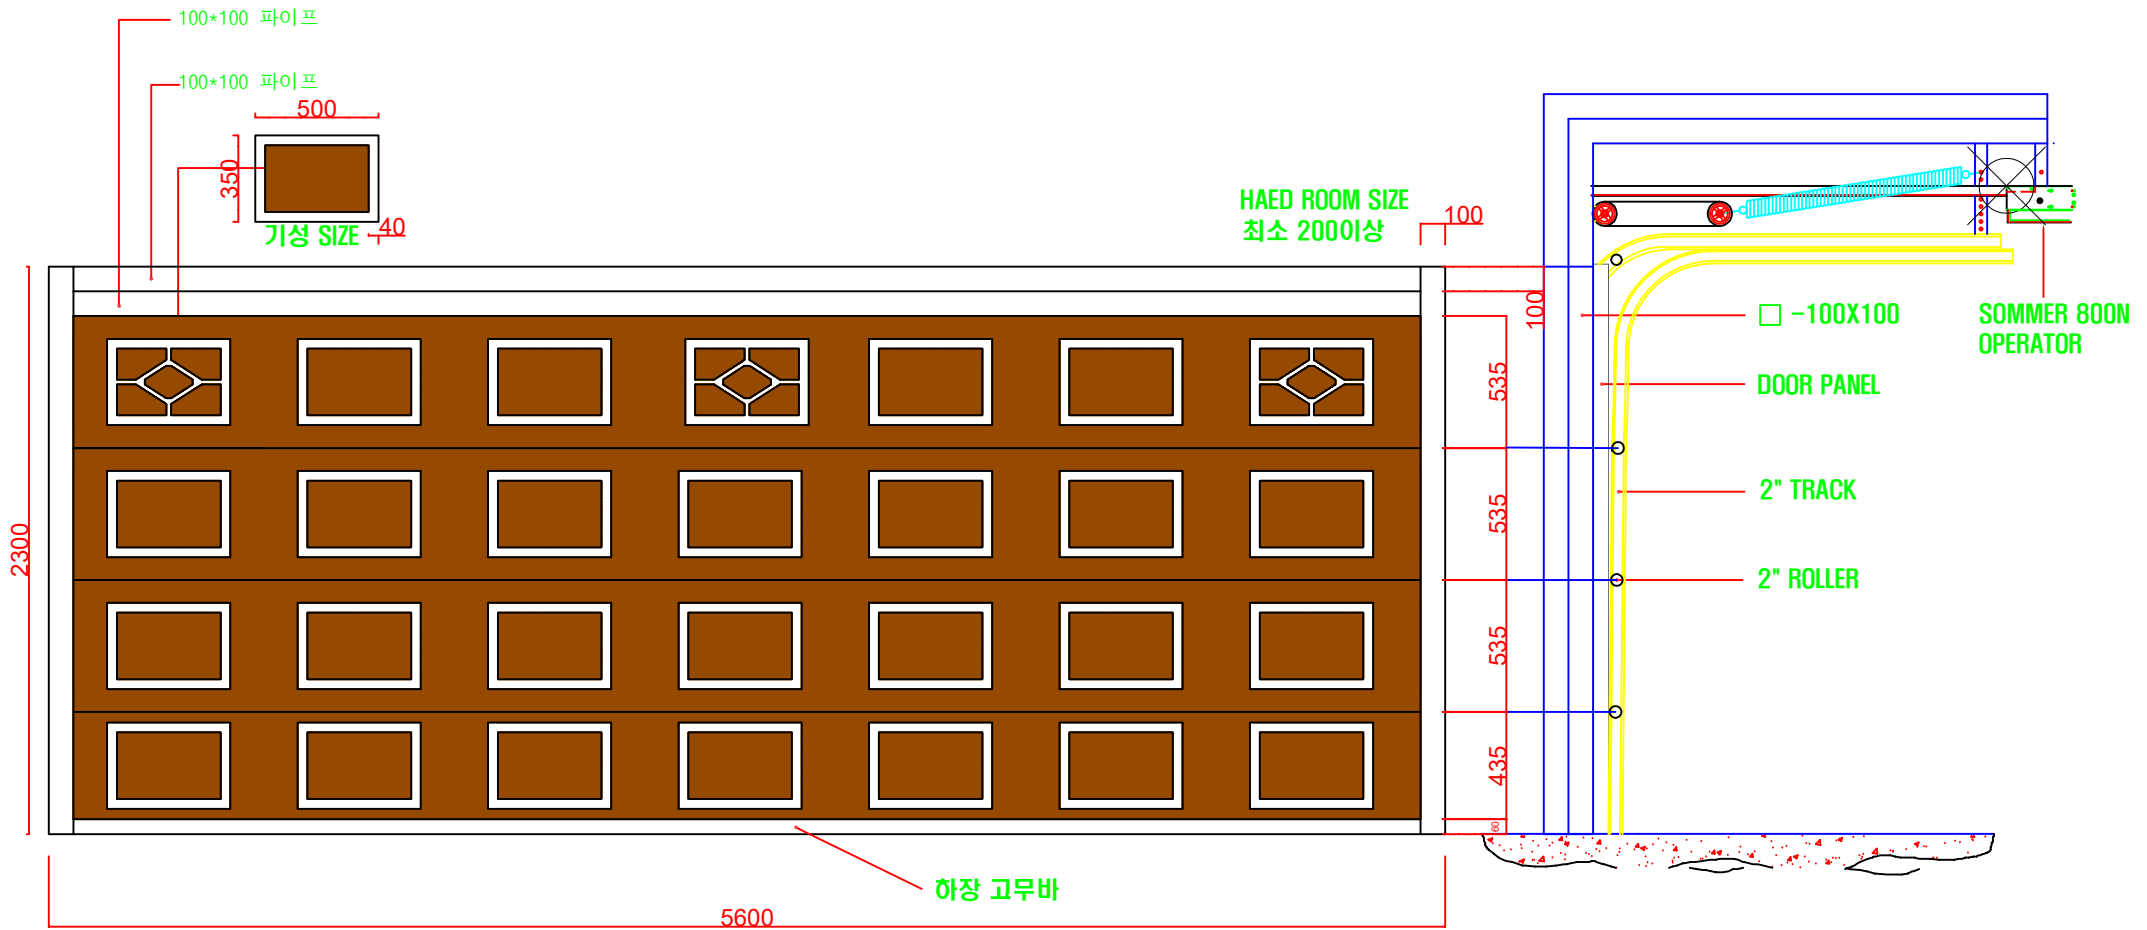 100*100 파이프
100*100 파이프
500
350
40
기성 SIZE
HAED ROOM SIZE
최소 200이상
100
100
□ -100X100
SOMMER 800N
OPERATOR
DOOR PANEL
535
2" TRACK
535
2300
2" ROLLER
535
435
60
하장 고무바
5600